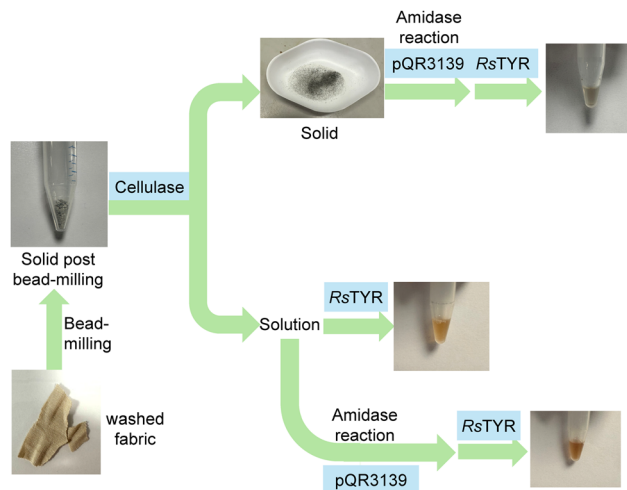 Amidase
reaction
pQR3139 RsTYR
Solid
Cellulase
Solid post
bead-milling
Bead-
milling
washed
fabric
RsTYR
Solution
Amidase
reaction
pQR3139
RsTYR